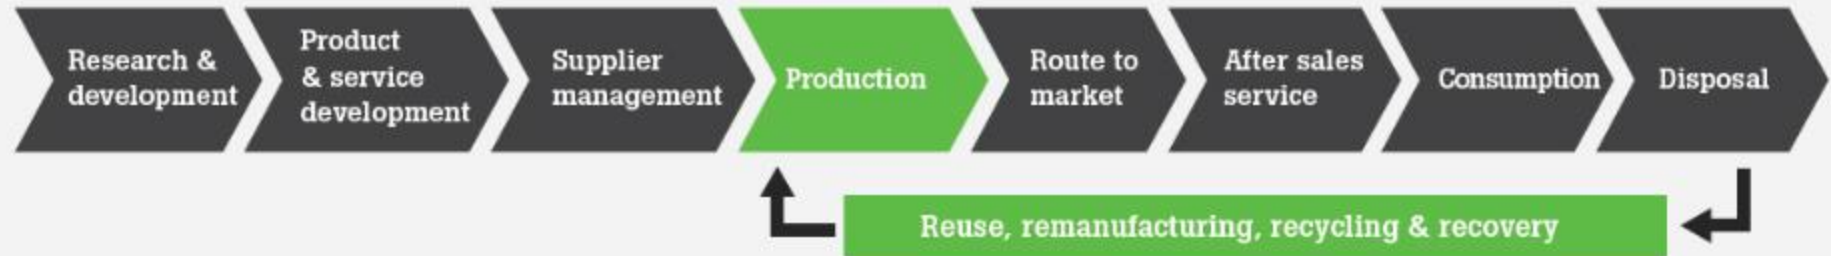 Research &
development
Product
& service
development
Supplier
management
Production
Route to
market
After sales
service
Consumption
Disposal
Reuse, remanufacturing, recycling & recovery